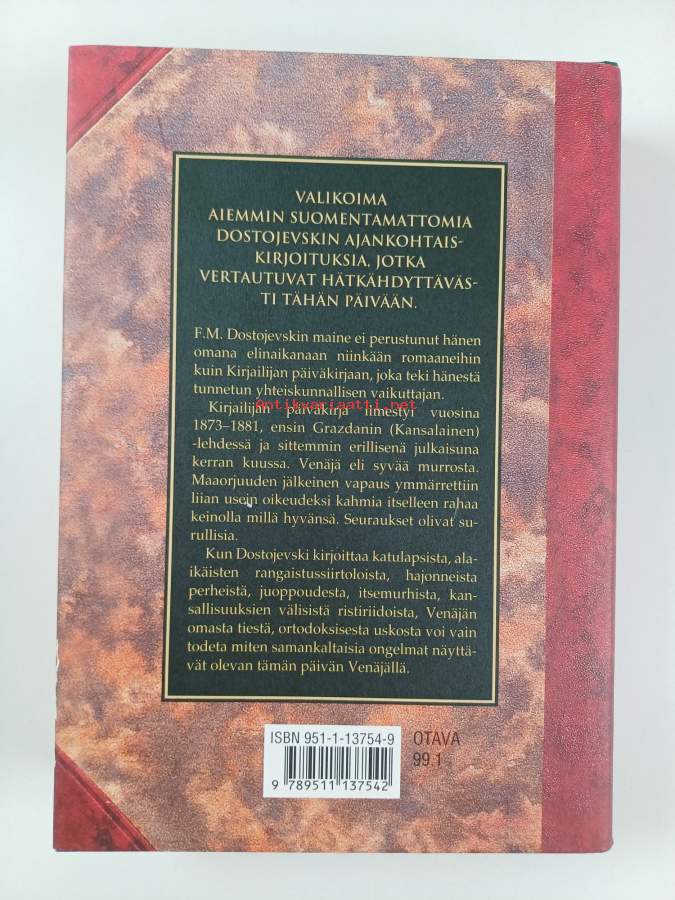 VALIKOIMA
AIEMMIN SUOMENTAMATTOMIA
DOSTOJEVSKIN AJANKOHTAIS-
KIRJOITUKSIA, JOTKA
VERTAUTUVAT HÄTKÄHDYTTÄVÄS-
TI TÄHÄN PÄIVÄÄN.
F.M. Dostojevskin maine ei perustunut hänen
omana elinaikanaan niinkään romaaneihin
kuin Kirjailijan päiväkirjaan, joka teki hänestä
tunnetun yhteiskunnallisen vaikuttajan.
antikvariaatti.net
Kirjailijan päiväkirja ilmestyi vuosina
1873–1881, ensin Grazdanin (Kansalainen)
-lehdessä ja sittemmin erillisenä julkaisuna
kerran kuussa. Venäjä eli syvää murrosta.
Maaorjuuden jälkeinen vapaus ymmärrettiin
liian usein oikeudeksi kahmia itselleen rahaa
keinolla millä hyvänsä. Seuraukset olivat su-
rullisia.
Kun Dostojevski kirjoittaa katulapsista, ala-
ikäisten rangaistussiirtoloista, hajonneista
perheistä, juoppoudesta, itsemurhista, kan-
sallisuuksien välisistä ristiriidoista, Venäjän
omasta tiestä, ortodoksisesta uskosta voi vain
todeta miten samankaltaisia ongelmat näyttä-
vät olevan tämän päivän Venäjällä.
ISBN 951-1-13754-9
OTAVA
99.1
9 789511 137542